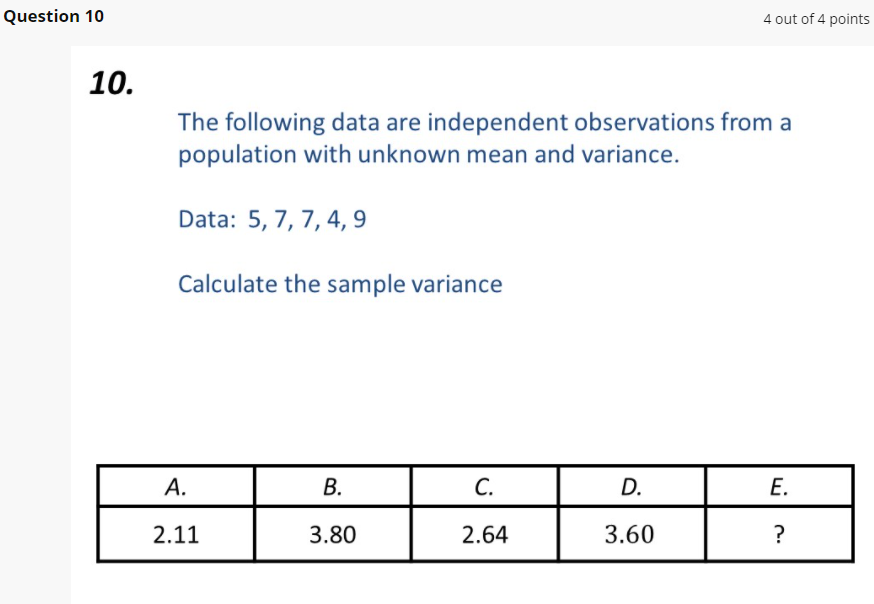 Question 10
4 out of 4 points
10.
The following data are independent observations from a
population with unknown mean and variance.
Data: 5, 7, 7, 4, 9
Calculate the sample variance
A. B. C. D. E.
2.11 3.80 2.64 3.60 ?